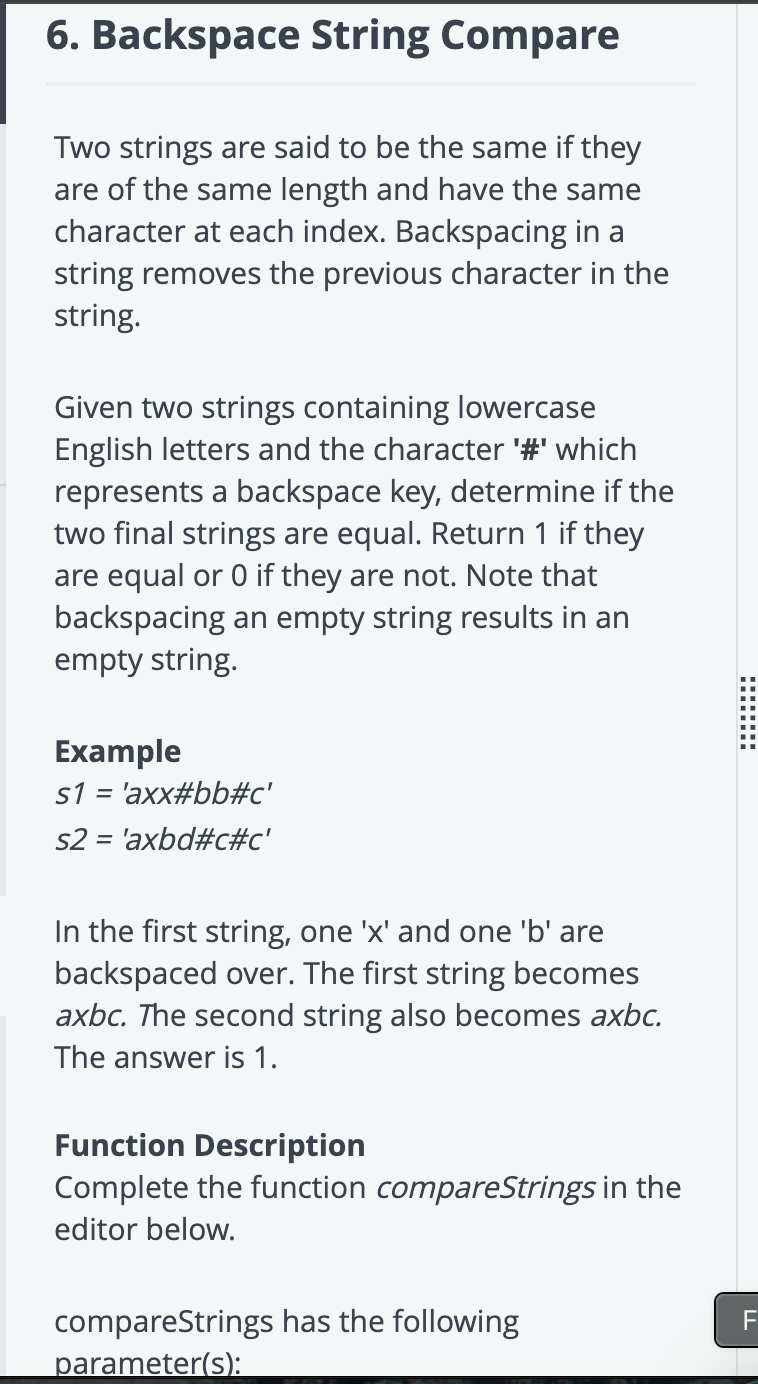 6. Backspace String Compare
Two strings are said to be the same if they
are of the same length and have the same
character at each index. Backspacing in a
string removes the previous character in the
string.
Given two strings containing lowercase
English letters and the character '#' which
represents a backspace key, determine if the
two final strings are equal. Return 1 if they
are equal or 0 if they are not. Note that
backspacing an empty string results in an
empty string.
Example
s1 = 'axx#bb#c'
s2 = 'axbd#c#c'
In the first string, one 'x' and one 'b' are
backspaced over. The first string becomes
axbc. The second string also becomes axbc.
The answer is 1.
Function Description
Complete the function compareStrings in the
editor below.
compareStrings has the following
F
parameter(s):